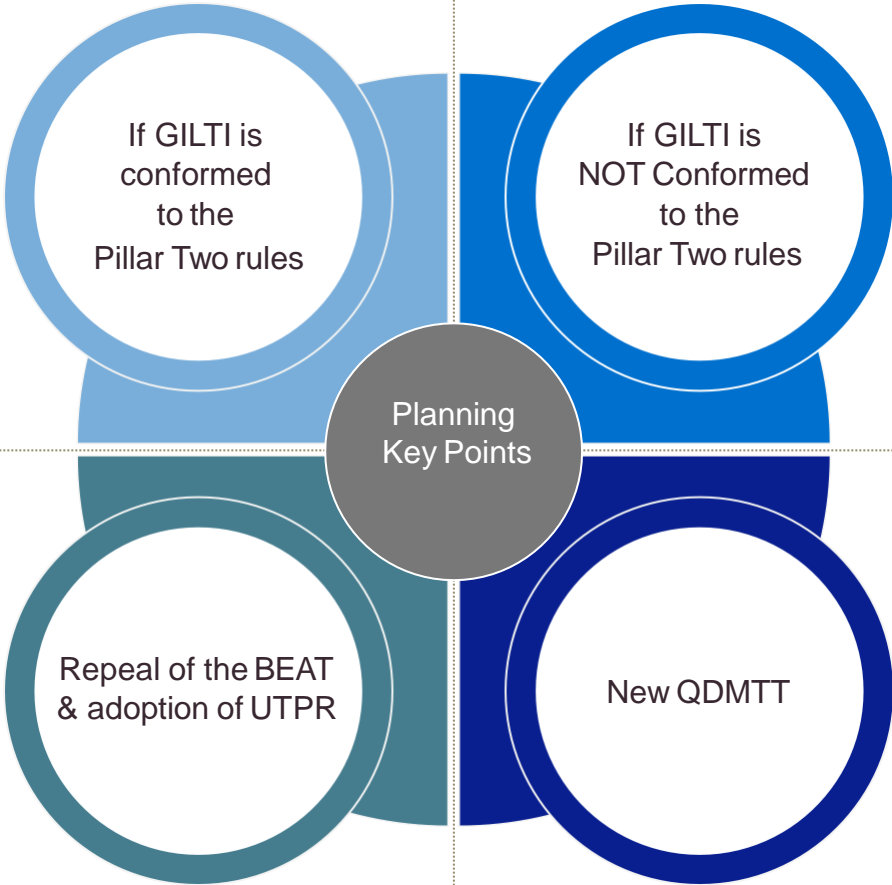 If GILTI is
conformed
to the
Pillar Two rules
If GILTI is
NOT Conformed
to the
Pillar Two rules
Planning
Key Points
Repeal of the BEAT
& adoption of UTPR
New QDMTT